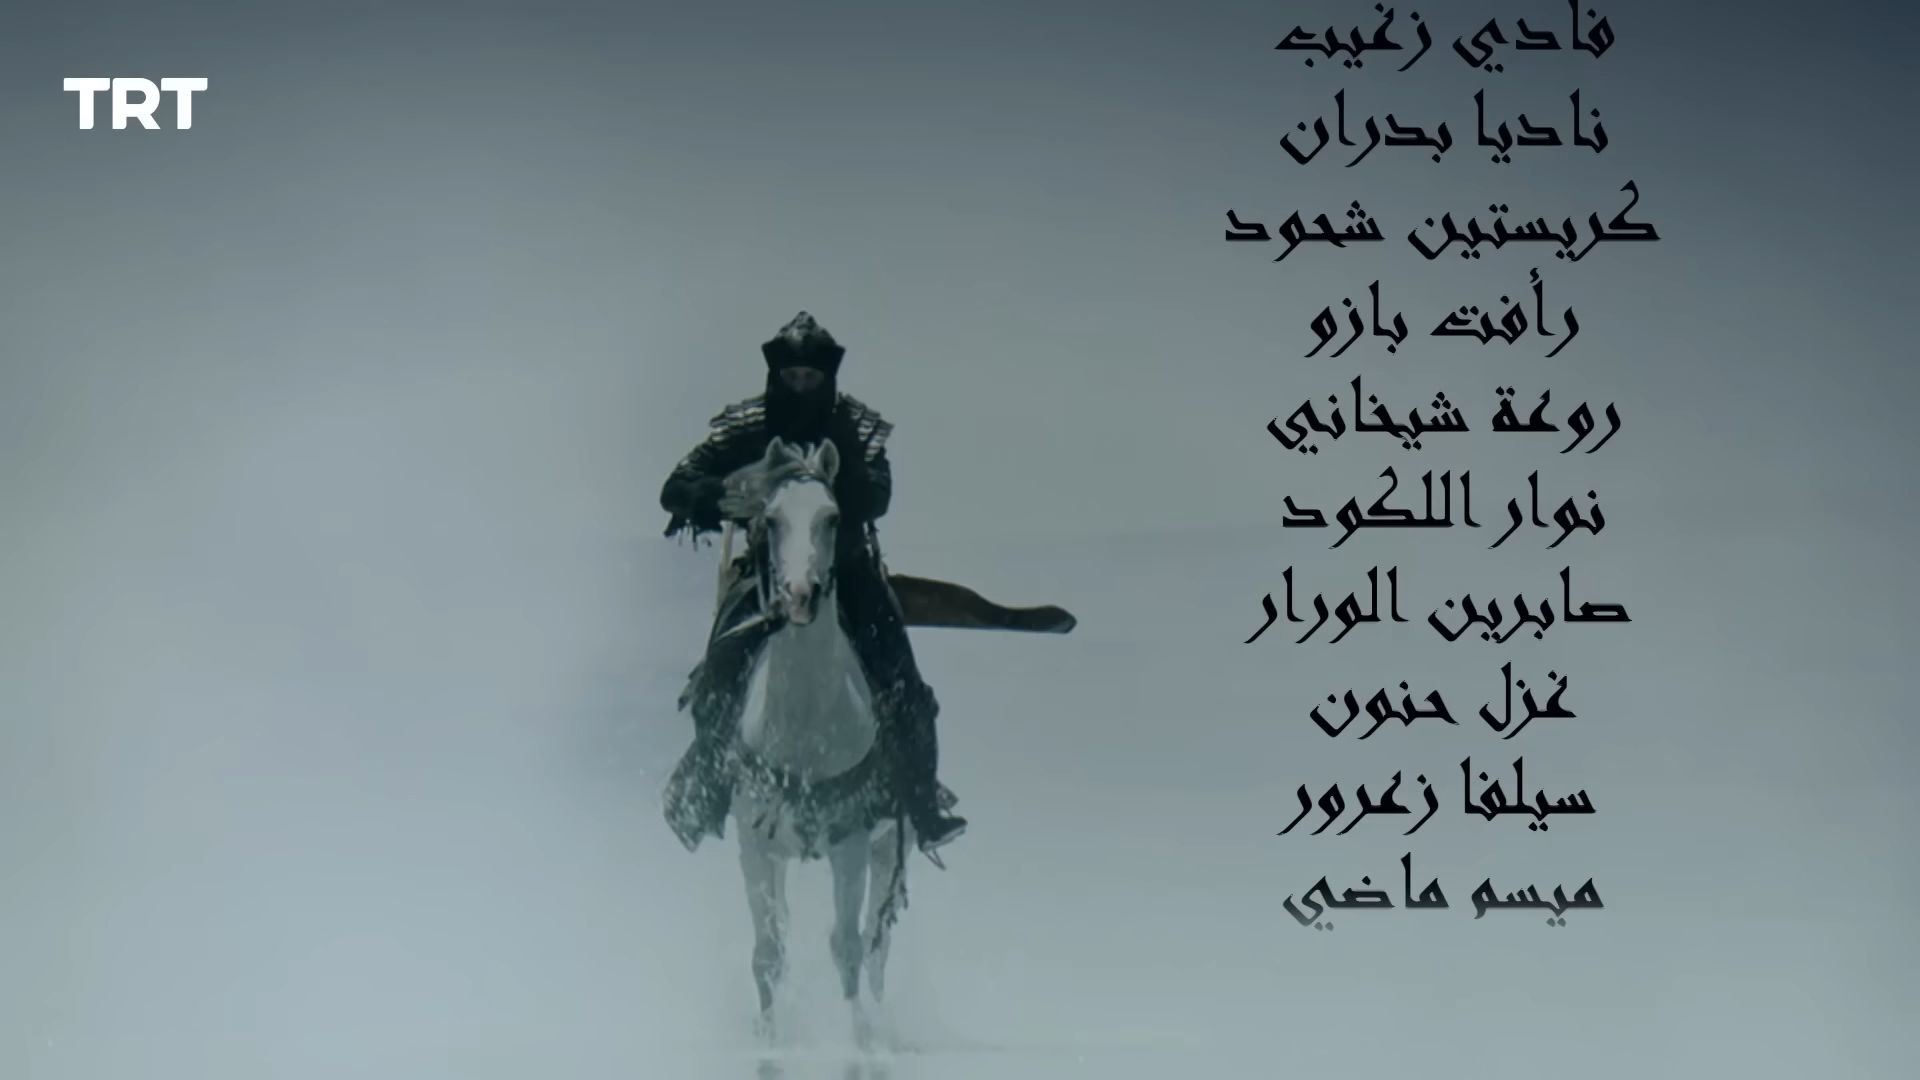 TRT
فادي زغيب
ناديا بدران
كريستين شحود
رأفت بازو
روعة شيخاني
نوار اللكود
صابرين الورار
غزل حنون
سيلفا زعرور
ميسم ماضي